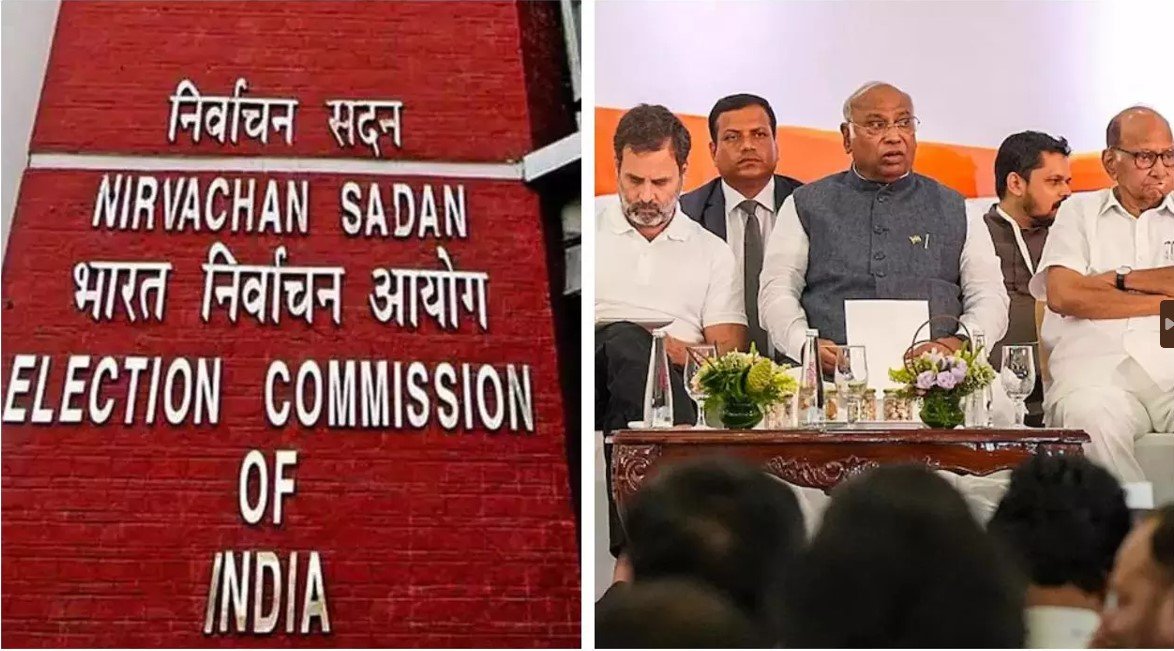 निर्वाचन सदन
NIRVACHAN SADAN
भारत निर्वाचन आयोग
ELECTION COMMISSION
OF
INDIA